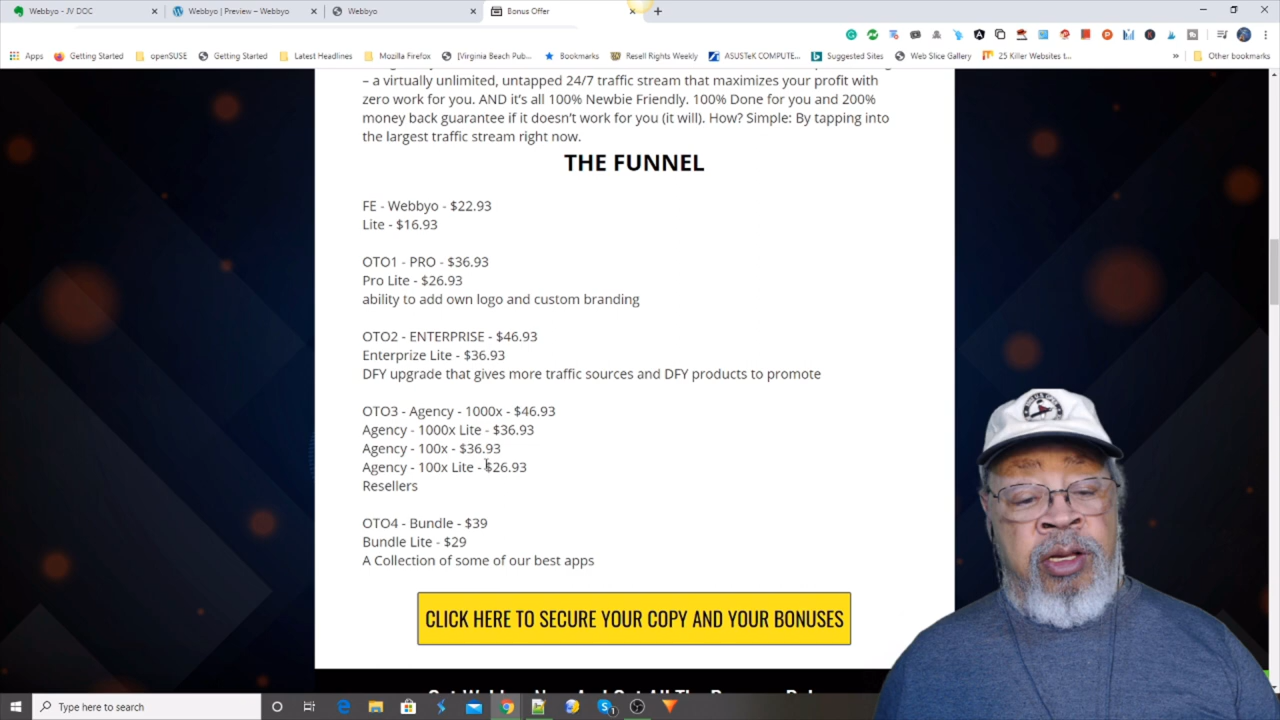 Webbyo - JV DOC
Webbyo | Preview – Webbyo
Webbyo
Bonus Offer
Apps
Getting Started
openSUSE
Getting Started
Latest Headlines
Mozilla Firefox
[Virginia Beach Pub...
Bookmarks
Resell Rights Weekly
ASUSTeK COMPUTE...
Suggested Sites
Web Slice Gallery
25 Killer Websites t...
Other bookmarks
– a virtually unlimited, untapped 24/7 traffic stream that maximizes your profit with
zero work for you. AND it's all 100% Newbie Friendly. 100% Done for you and 200%
money back guarantee if it doesn't work for you (it will). How? Simple: By tapping into
the largest traffic stream right now.
THE FUNNEL
FE - Webbyo - $22.93
Lite - $16.93
OTO1 - PRO - $36.93
Pro Lite - $26.93
ability to add own logo and custom branding
OTO2 - ENTERPRISE - $46.93
Enterprize Lite - $36.93
DFY upgrade that gives more traffic sources and DFY products to promote
OTO3 - Agency - 1000x - $46.93
Agency - 1000x Lite - $36.93
Agency - 100x - $36.93
Agency - 100x Lite - $26.93
Resellers
OTO4 - Bundle - $39
Bundle Lite - $29
A Collection of some of our best apps
CLICK HERE TO SECURE YOUR COPY AND YOUR BONUSES
Type here to search